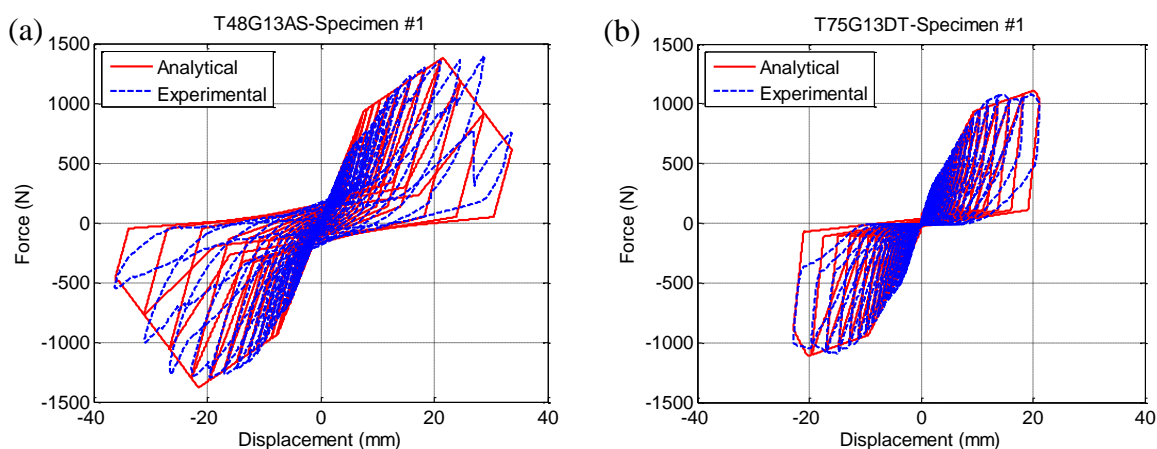 (a)
T48G13AS-Specimen #1
1500
1000
500
0
-500
-1000
-1500
-40
-20
0
20
40
Force (N)
Displacement (mm)
Analytical
Experimental
(b)
T75G13DT-Specimen #1
1500
1000
500
0
-500
-1000
-1500
-40
-20
0
20
40
Force (N)
Displacement (mm)
Analytical
Experimental